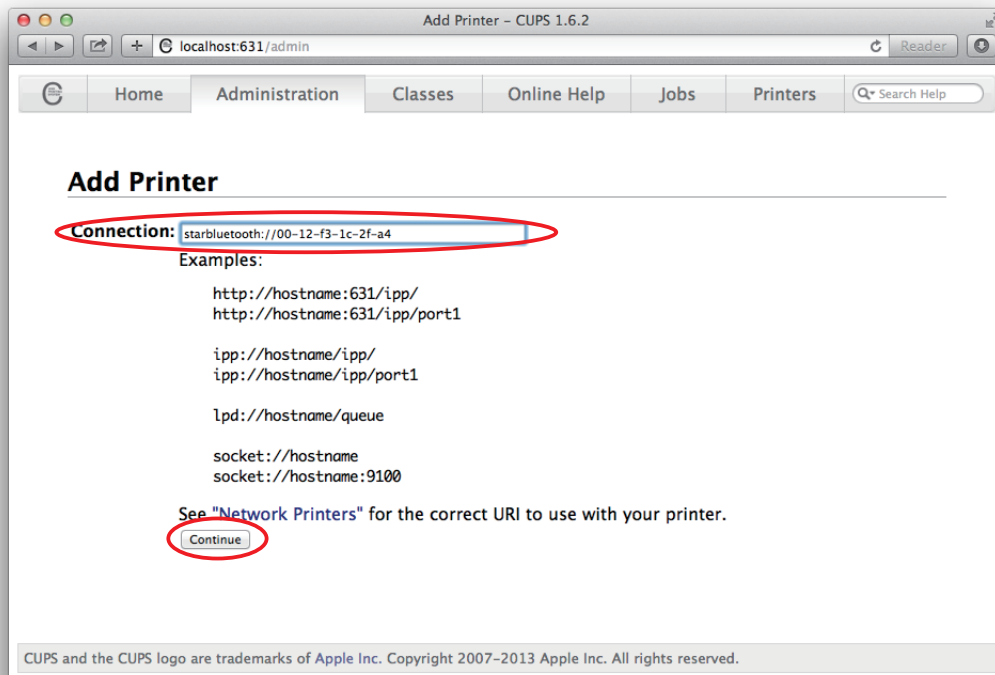 Add Printer – CUPS 1.6.2
localhost:631/admin
Reader
Home
Administration
Classes
Online Help
Jobs
Printers
Search Help
Add Printer
Connection: starbluetooth://00-12-f3-1c-2f-a4
Examples:
http://hostname:631/ipp/
http://hostname:631/ipp/port1
ipp://hostname/ipp/
ipp://hostname/ipp/port1
lpd://hostname/queue
socket://hostname
socket://hostname:9100
See "Network Printers" for the correct URI to use with your printer.
Continue
CUPS and the CUPS logo are trademarks of Apple Inc. Copyright 2007-2013 Apple Inc. All rights reserved.